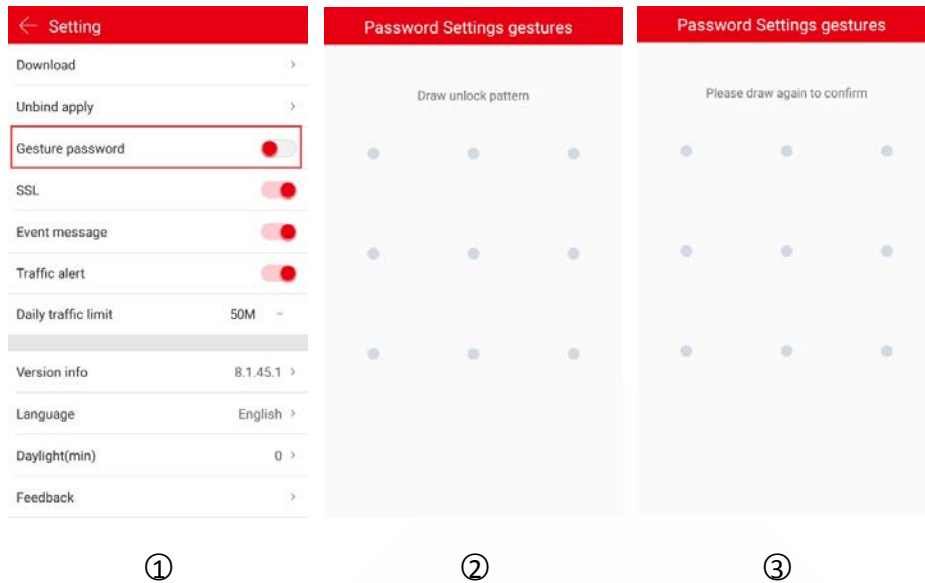 Setting
Download
Unbind apply
Gesture password
SSL
Event message
Traffic alert
Daily traffic limit 50M
Version info 8.1.45.1
Language English
Daylight(min) 0
Feedback
①
Password Settings gestures
Draw unlock pattern
②
Password Settings gestures
Please draw again to confirm
③